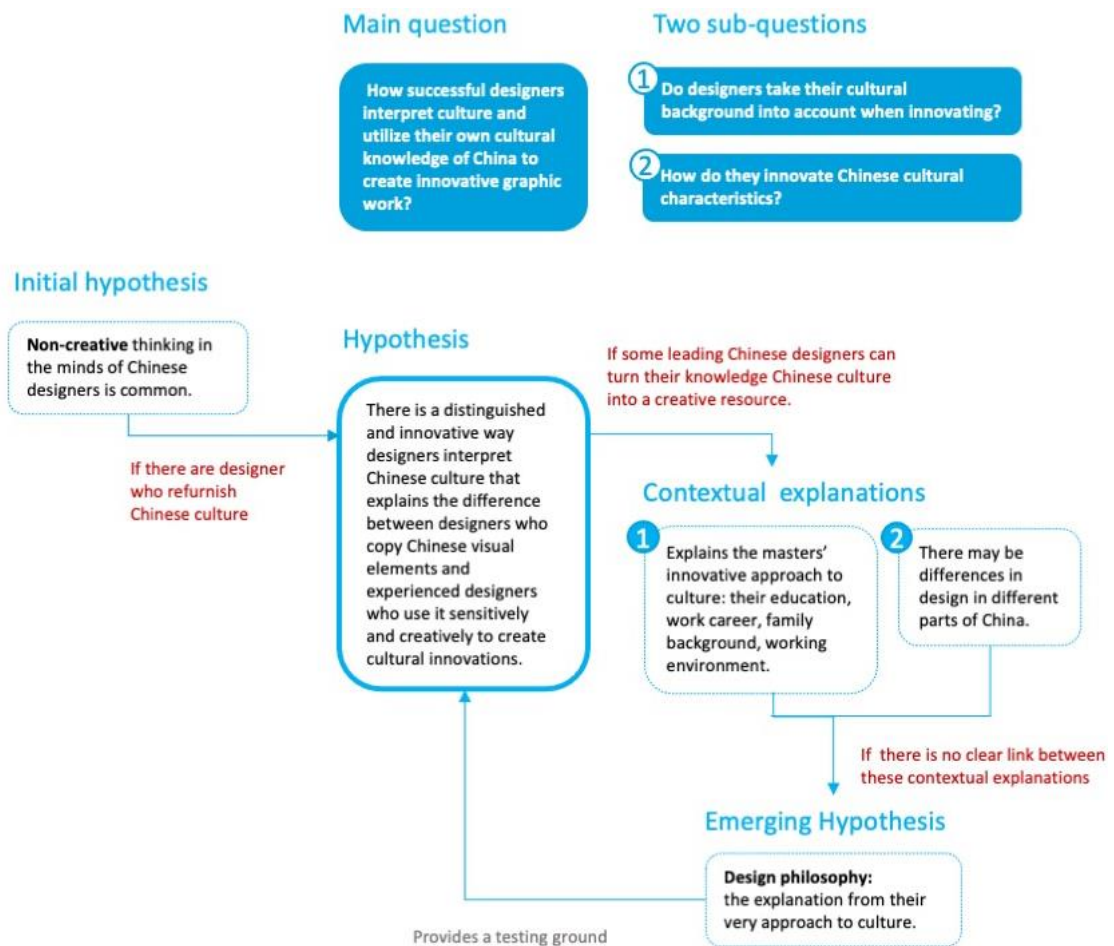 Main question
How successful designers
interpret culture and
utilize their own cultural
knowledge of China to
create innovative graphic
work?
Two sub-questions
1
Do designers take their cultural
background into account when innovating?
2
How do they innovate Chinese cultural
characteristics?
Initial hypothesis
Non-creative thinking in
the minds of Chinese
designers is common.
If there are designer
who refurnish
Chinese culture
Hypothesis
There is a distinguished
and innovative way
designers interpret
Chinese culture that
explains the difference
between designers who
copy Chinese visual
elements and
experienced designers
who use it sensitively
and creatively to create
cultural innovations.
If some leading Chinese designers can
turn their knowledge Chinese culture
into a creative resource.
Contextual explanations
1
Explains the masters’
innovative approach to
culture: their education,
work career, family
background, working
environment.
2
There may be
differences in
design in different
parts of China.
If there is no clear link between
these contextual explanations
Emerging Hypothesis
Design philosophy:
the explanation from their
very approach to culture.
Provides a testing ground